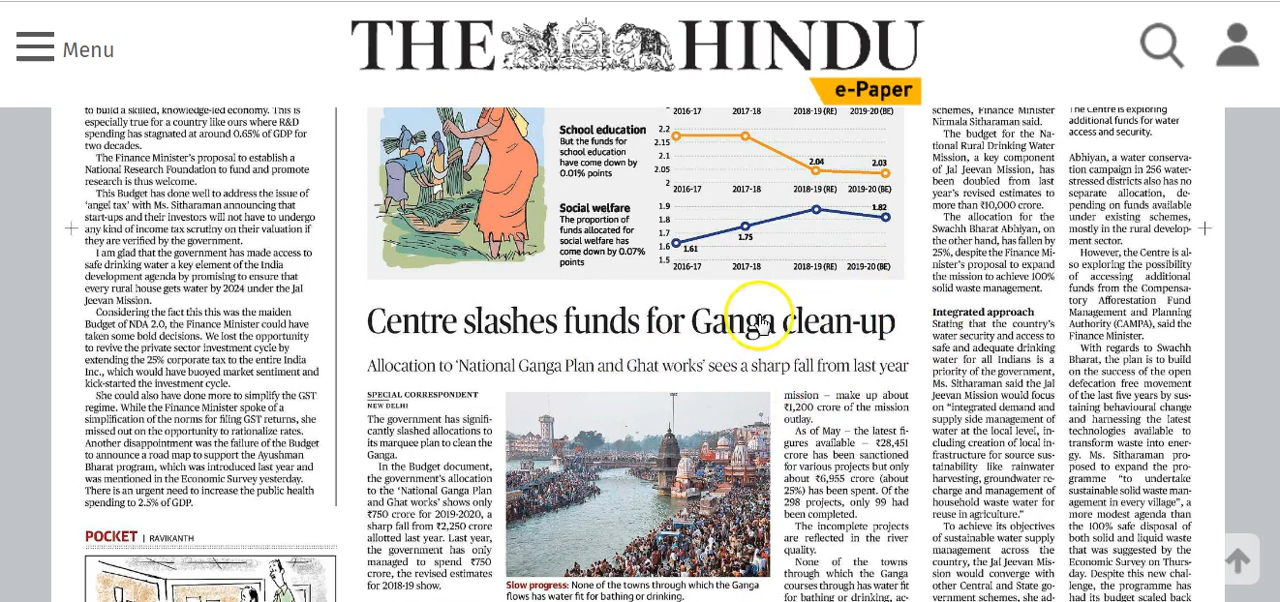 Menu
THE HINDU
e-Paper
to build a skilled, knowledge-led economy. This is
especially true for a country like ours where R&D
spending has stagnated at around 0.65% of GDP for
two decades.
The Finance Minister's proposal to establish a
National Research Foundation to fund and promote
research is thus welcome.
This Budget has done well to address the issue of
'angel tax' with Ms. Sitharaman announcing that
start-ups and their investors will not have to undergo
any kind of income tax scrutiny on their valuation if
they are verified by the government.
I am glad that the government has made access to
safe drinking water a key element of the India
development agenda by promising to ensure that
every rural house gets water by 2024 under the Jal
Jeevan Mission.
Considering the fact this this was the maiden
Budget of NDA 2.0, the Finance Minister could have
taken some bold decisions. We lost the opportunity
to revive the private sector investment cycle by
extending the 25% corporate tax to the entire India
Inc., which would have buoyed market sentiment and
kick-started the investment cycle.
She could also have done more to simplify the GST
regime. While the Finance Minister spoke of a
simplification of the norms for filing GST returns, she
missed out on the opportunity to rationalize rates.
Another disappointment was the failure of the Budget
to announce a road map to support the Ayushman
Bharat program, which was introduced last year and
was mentioned in the Economic Survey yesterday.
There is an urgent need to increase the public health
spending to 2.5% of GDP.
POCKET | RAVIKANTH
2016-17 2017-18 2018-19 (RE) 2019-20 (BE)
School education
But the funds for
school education
have come down by
0.01% points
2.2
2.15
2.1
2.05
2
2.04
2.03
2016-17 2017-18 2018-19 (RE) 2019-20 (BE)
Social welfare
The proportion of
funds allocated for
social welfare has
come down by 0.07%
points
1.9
1.8
1.7
1.6
1.5
1.61
1.75
1.82
2016-17 2017-18 2018-19 (RE) 2019-20 (BE)
Centre slashes funds for Ganga clean-up
Allocation to 'National Ganga Plan and Ghat works' sees a sharp fall from last year
SPECIAL CORRESPONDENT
NEW DELHI
The government has signifi-
cantly slashed allocations to
its marquee plan to clean the
Ganga.
In the Budget document,
the government's allocation
to the 'National Ganga Plan
and Ghat works' shows only
₹750 crore for 2019-2020, a
sharp fall from ₹2,250 crore
allotted last year. Last year,
the government has only
managed to spend ₹750
crore, the revised estimates
for 2018-19 show.
Slow progress: None of the towns through which the Ganga
flows has water fit for bathing or drinking.
mission – make up about
₹1,200 crore of the mission
outlay.
As of May – the latest fi-
gures available – ₹28,451
crore has been sanctioned
for various projects but only
about ₹6,955 crore (about
25%) has been spent. Of the
298 projects, only 99 had
been completed.
The incomplete projects
are reflected in the river
quality.
None of the towns
through which the Ganga
courses through has water fit
for bathing or drinking, ac-
schemes, Finance Minister
Nirmala Sitharaman said.
The budget for the Na-
tional Rural Drinking Water
Mission, a key component
of Jal Jeevan Mission, has
been doubled from last
year's revised estimates to
more than ₹10,000 crore.
The allocation for the
Swachh Bharat Abhiyan, on
the other hand, has fallen by
25%, despite the Finance Mi-
nister's proposal to expand
the mission to achieve 100%
solid waste management.
Integrated approach
Stating that the country's
water security and access to
safe and adequate drinking
water for all Indians is a
priority of the government,
Ms. Sitharaman said the Jal
Jeevan Mission would focus
on "integrated demand and
supply side management of
water at the local level, in-
cluding creation of local in-
frastructure for source sus-
tainability like rainwater
harvesting, groundwater re-
charge and management of
household waste water for
reuse in agriculture."
To achieve its objectives
of sustainable water supply
management across the
country, the Jal Jeevan Mis-
sion would converge with
other Central and State go-
vernment schemes, she ad-
The Centre is exploring
additional funds for water
access and security.
Abhiyan, a water conserva-
tion campaign in 256 water-
stressed districts also has no
separate allocation, de-
pending on funds available
under existing schemes,
mostly in the rural develop-
ment sector.
However, the Centre is al-
so exploring the possibility
of accessing additional
funds from the Compensa-
tory Afforestation Fund
Management and Planning
Authority (CAMPA), said the
Finance Minister.
With regards to Swachh
Bharat, the plan is to build
on the success of the open
defecation free movement
of the last five years by sus-
taining behavioural change
and harnessing the latest
technologies available to
transform waste into ener-
gy. Ms. Sitharaman pro-
posed to expand the pro-
gramme "to undertake
sustainable solid waste man-
agement in every village", a
more modest agenda than
the 100% safe disposal of
both solid and liquid waste
that was suggested by the
Economic Survey on Thurs-
day. Despite this new chal-
lenge, the programme has
had its budget scaled back